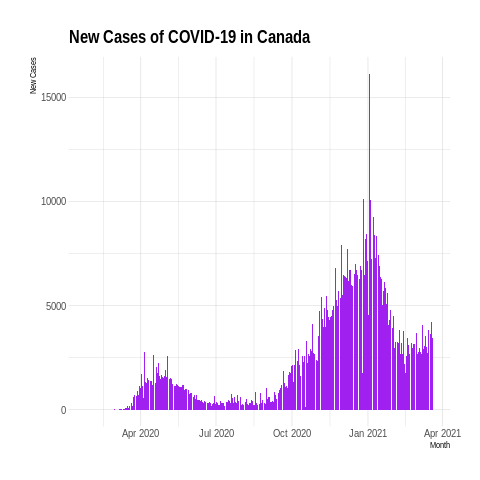 New Cases of COVID-19 in Canada
New Cases
15000
10000
5000
0
Apr 2020 Jul 2020 Oct 2020 Jan 2021 Apr 2021
Month